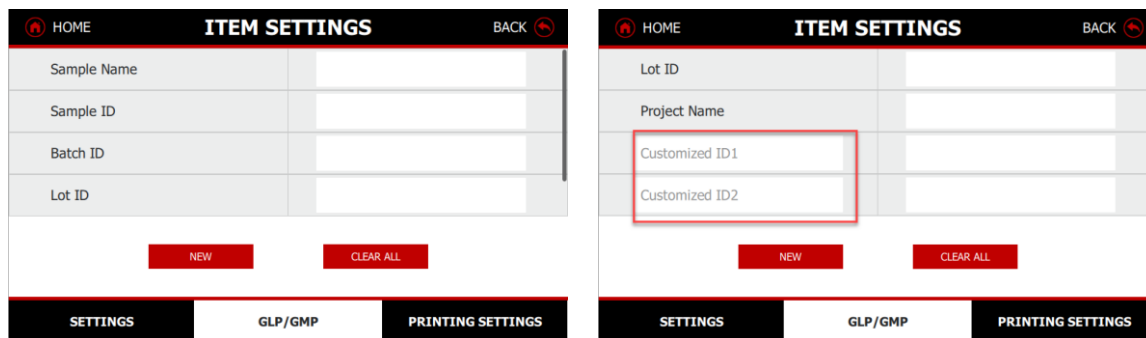 HOME ITEM SETTINGS BACK
Sample Name
Sample ID
Batch ID
Lot ID
NEW CLEAR ALL
SETTINGS GLP/GMP PRINTING SETTINGS
HOME ITEM SETTINGS BACK
Lot ID
Project Name
Customized ID1
Customized ID2
NEW CLEAR ALL
SETTINGS GLP/GMP PRINTING SETTINGS